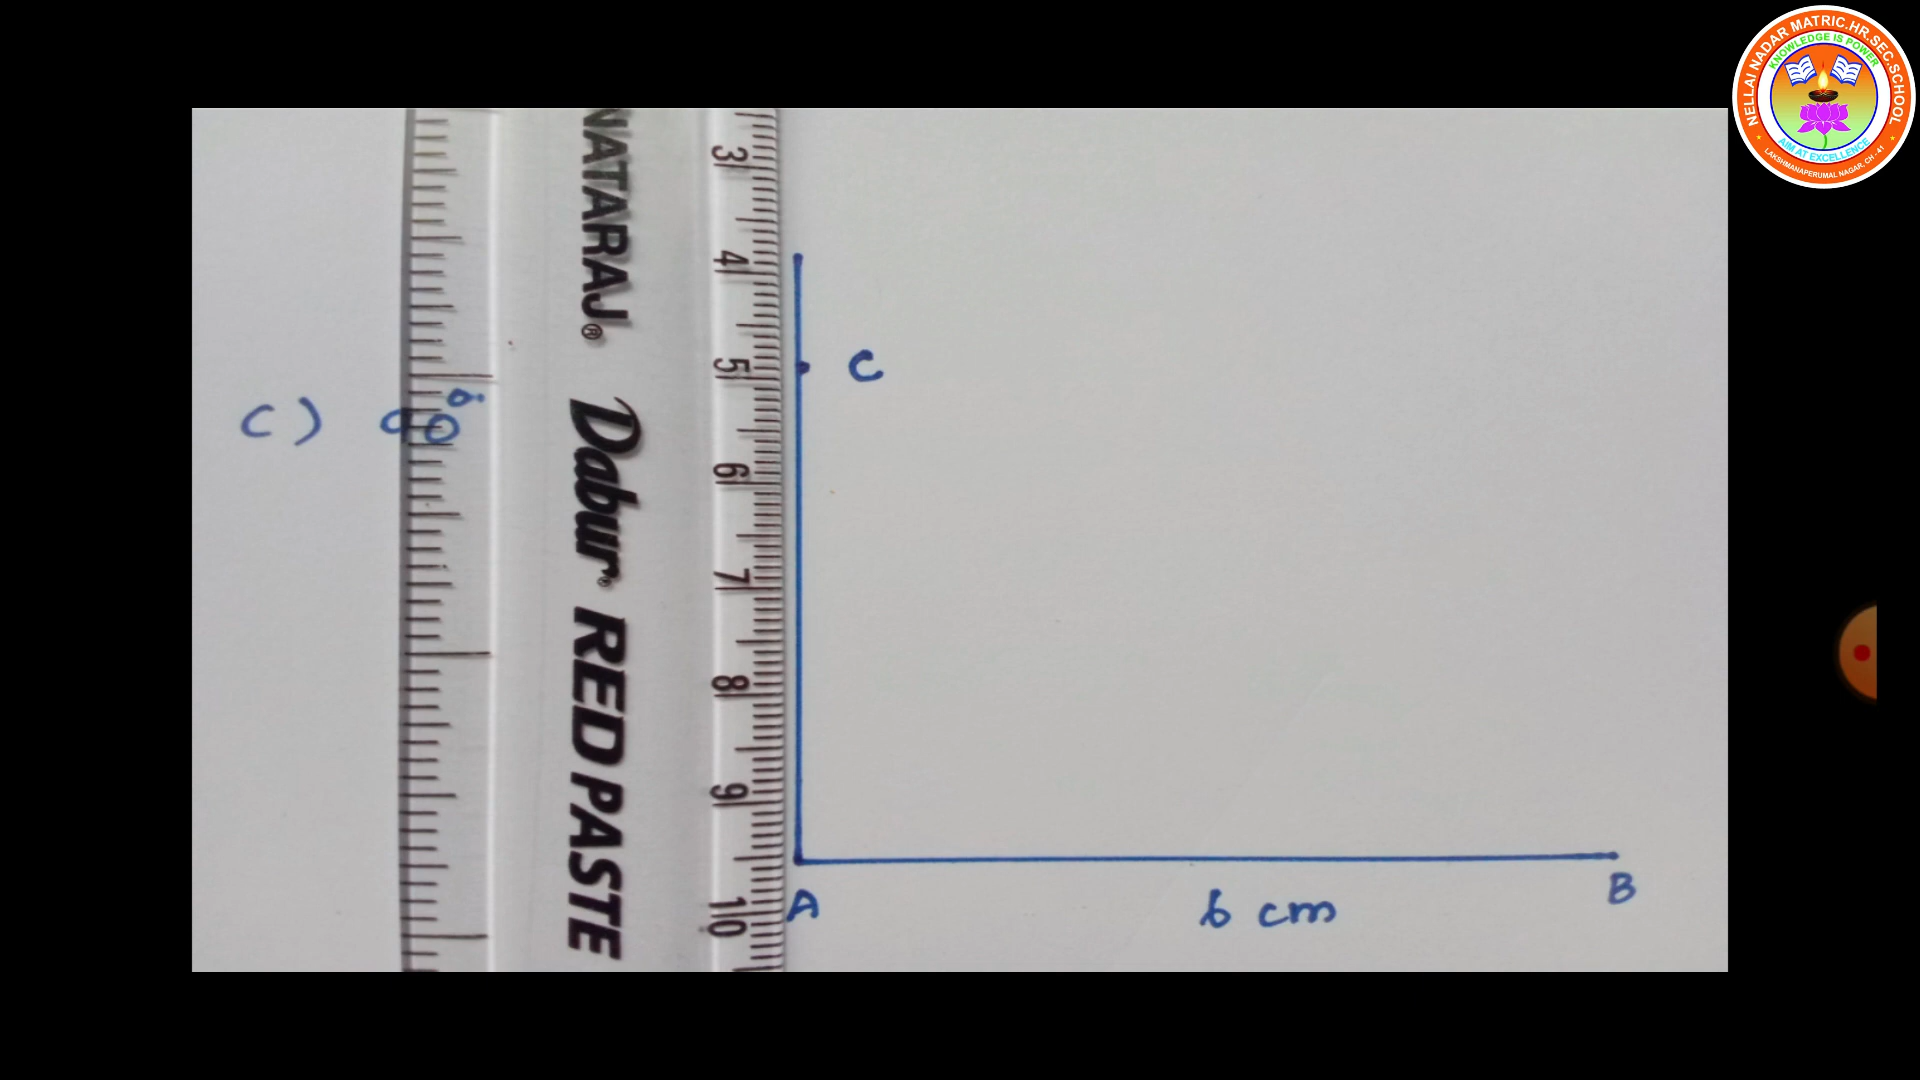 NELLAI NADAR MATRIC.HR.SEC.SCHOOL
KNOWLEDGE IS POWER
AIM AT EXCELLENCE
LAKSHMANAPERUMAL NAGAR, CH - 41
NATARAJ® Dabur® RED PASTE
3
4
5
6
7
8
9
10
C
C) 90°
A
6 cm
B